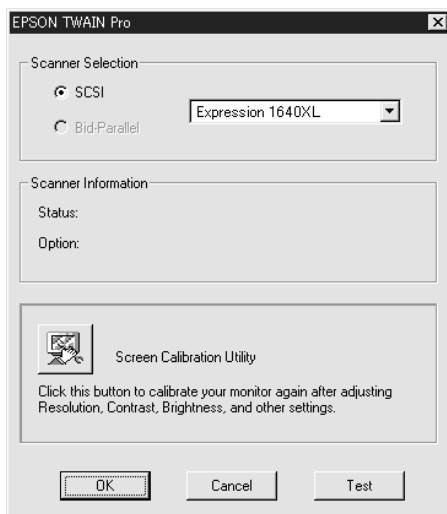 EPSON TWAIN Pro
Scanner Selection
SCSI
Expression 1640XL
Bid-Parallel
Scanner Information
Status:
Option:
Screen Calibration Utility
Click this button to calibrate your monitor again after adjusting
Resolution, Contrast, Brightness, and other settings.
OK Cancel Test